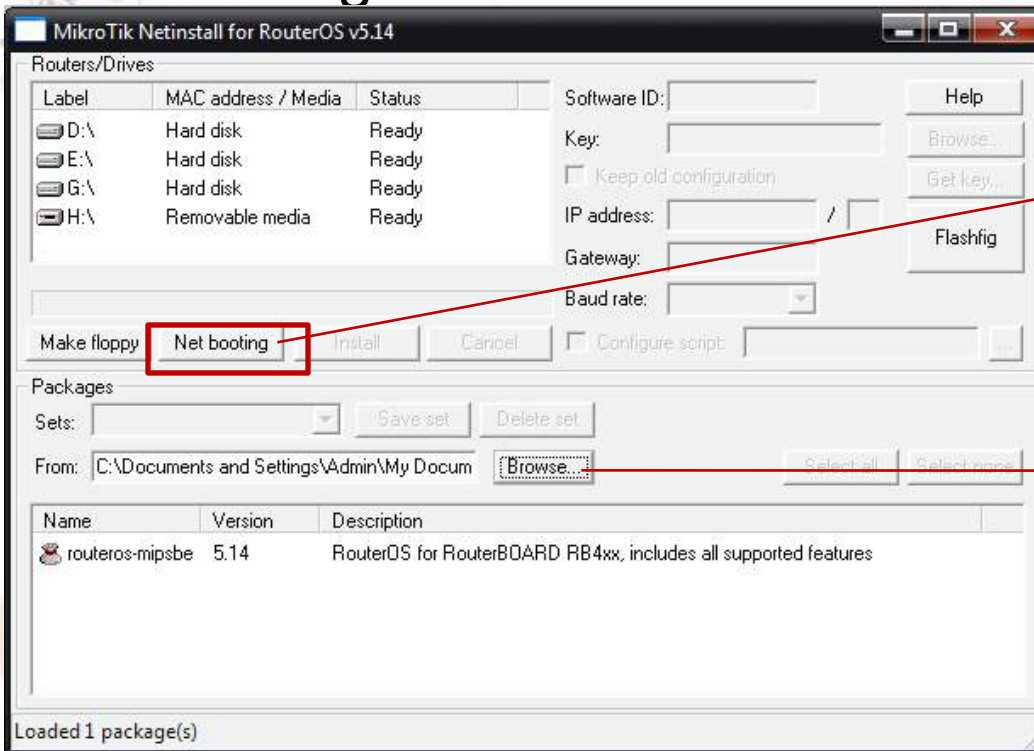 MikroTik Netinstall for RouterOS v5.14
Routers/Drives
Label MAC address / Media Status
D:\ Hard disk Ready
E:\ Hard disk Ready
G:\ Hard disk Ready
H:\ Removable media Ready
Software ID:
Help
Key:
Browse...
Keep old configuration
Get key...
IP address: /
Flashfig
Gateway:
Baud rate:
Make floppy Net booting Install Cancel
Configure script: ...
Packages
Sets: Save set Delete set
From: C:\Documents and Settings\Admin\My Docum Browse... Select all Select none
Name Version Description
routeros-mipsbe 5.14 RouterOS for RouterBOARD RB4xx, includes all supported features
Loaded 1 package(s)